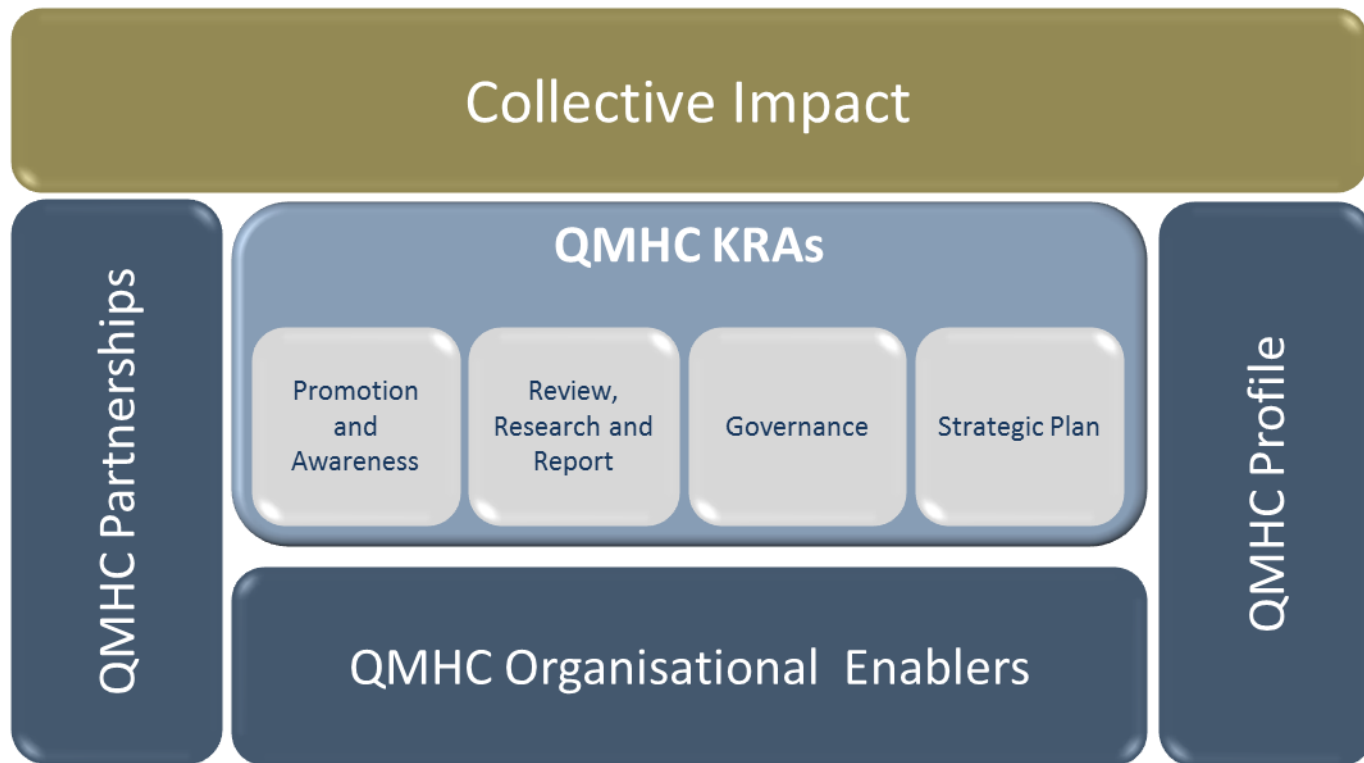 Collective Impact
QMHC Partnerships
QMHC KRAs
Promotion
and
Awareness
Review,
Research and
Report
Governance
Strategic Plan
QMHC Organisational Enablers
QMHC Profile